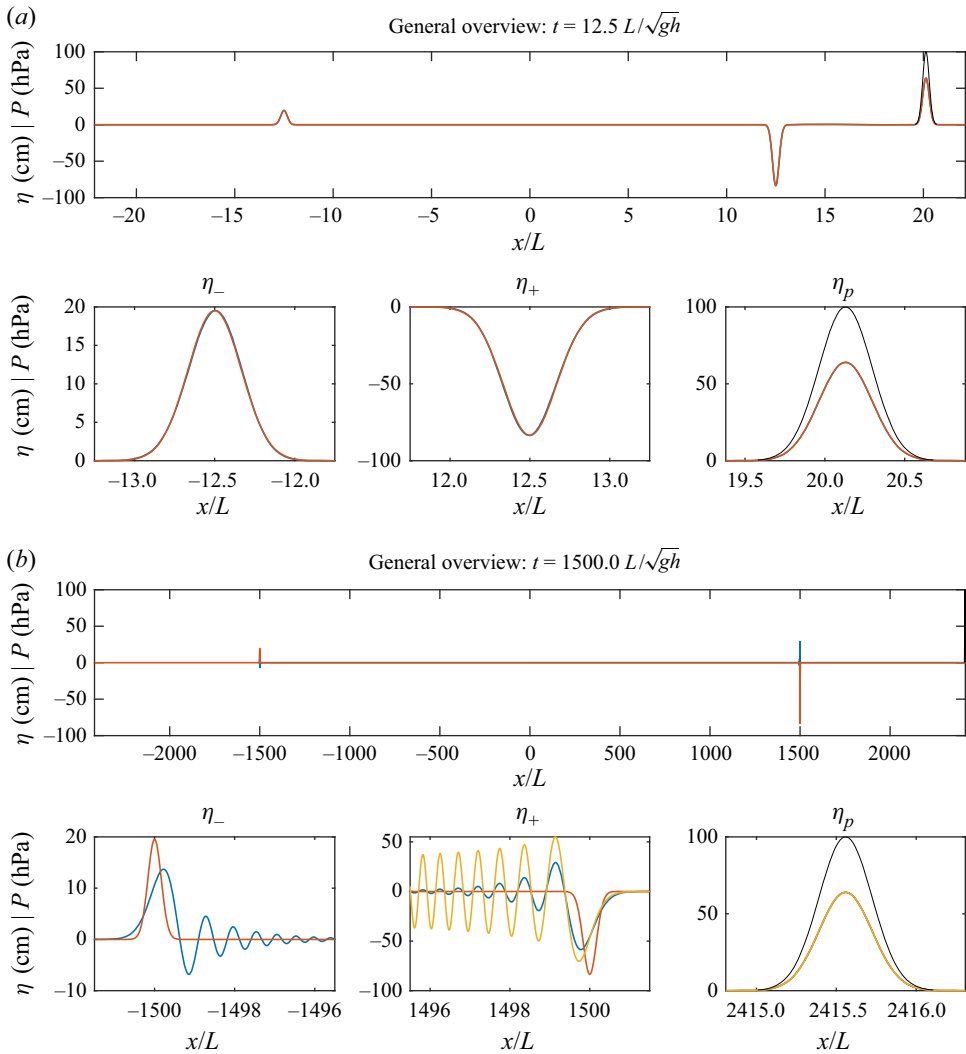 (a)
General overview: t = 12.5 L/√gh
η (cm) | P (hPa)
100
50
0
−50
−100
−20 −15 −10 −5 0 5 10 15 20
x/L
η₋ η₊ ηₚ
η (cm) | P (hPa)
20
15
10
5
0
−13.0 −12.5 −12.0
x/L
0
−50
−100
12.0 12.5 13.0
x/L
100
50
0
19.5 20.0 20.5
x/L
(b)
General overview: t = 1500.0 L/√gh
η (cm) | P (hPa)
100
50
0
−50
−100
−2000 −1500 −1000 −500 0 500 1000 1500 2000
x/L
η₋ η₊ ηₚ
η (cm) | P (hPa)
20
10
0
−10
−1500 −1498 −1496
x/L
50
0
−50
−100
1496 1498 1500
x/L
100
50
0
2415.0 2415.5 2416.0
x/L